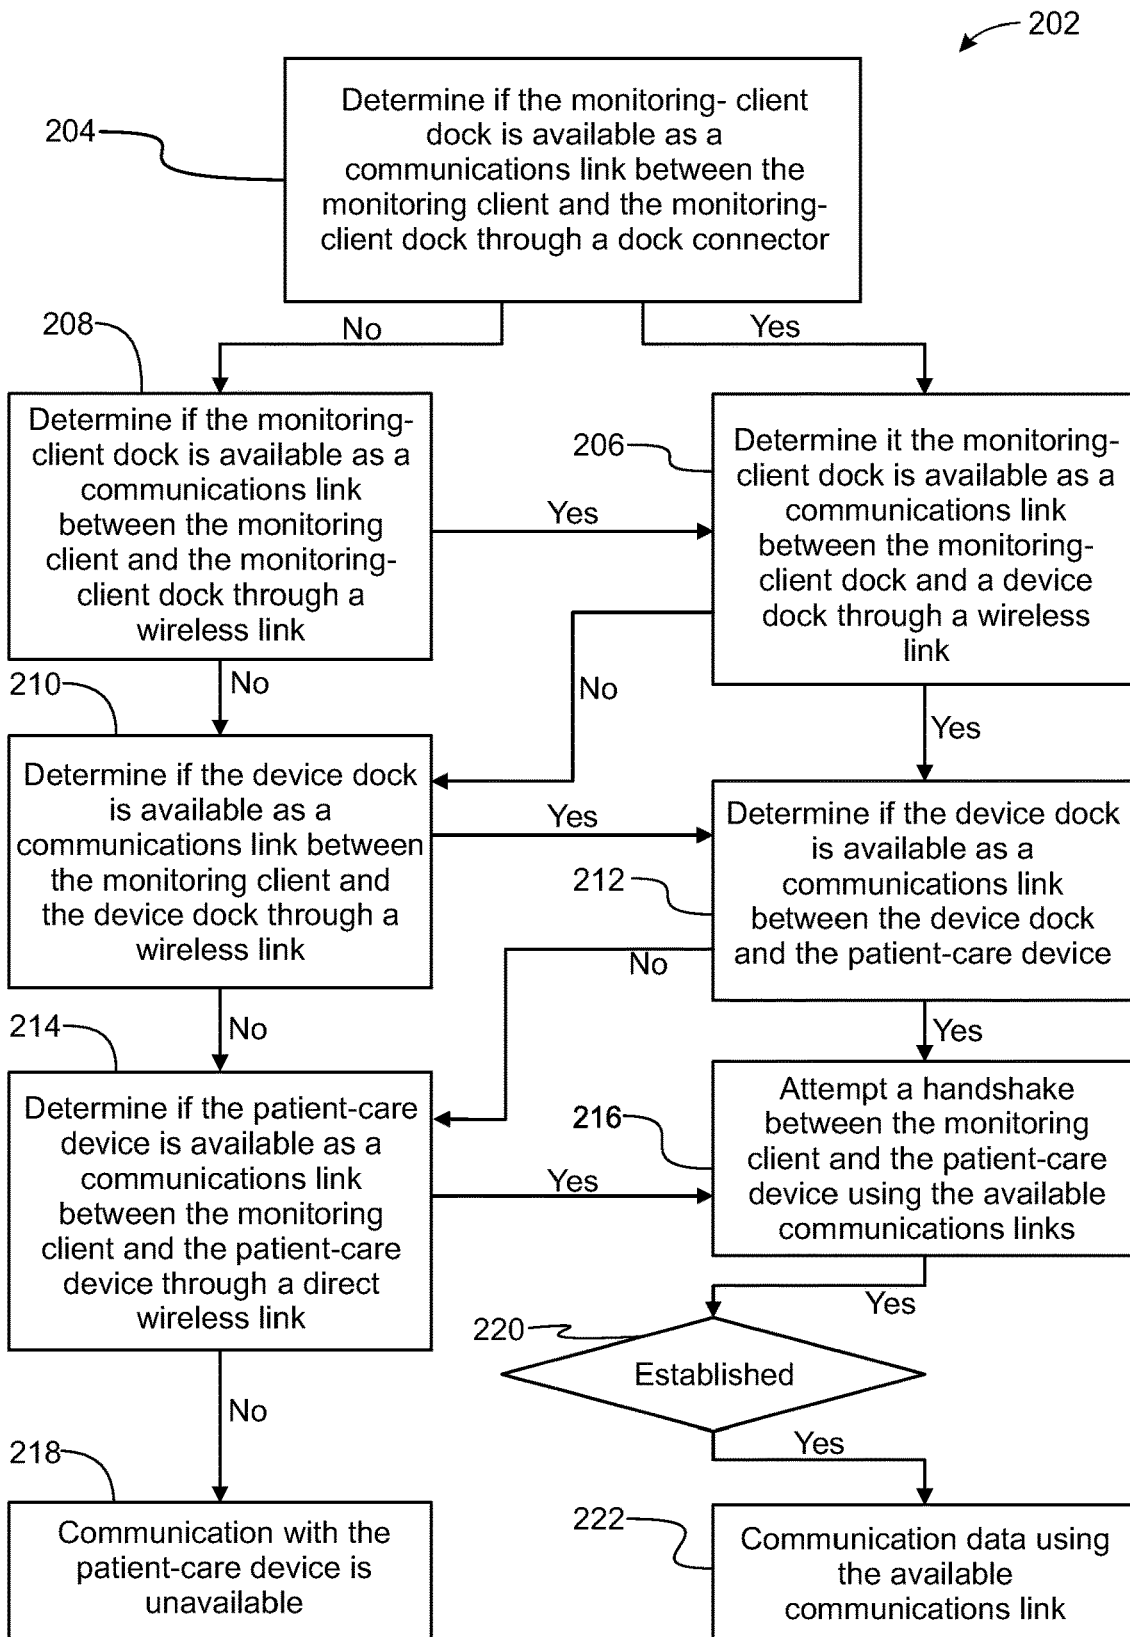 202
204
Determine if the monitoring- client
dock is available as a
communications link between the
monitoring client and the monitoring-
client dock through a dock connector
No
Yes
208
Determine if the monitoring-
client dock is available as a
communications link
between the monitoring
client and the monitoring-
client dock through a
wireless link
Yes
206
Determine it the monitoring-
client dock is available as a
communications link
between the monitoring-
client dock and a device
dock through a wireless
link
No
No
Yes
210
Determine if the device dock
is available as a
communications link between
the monitoring client and
the device dock through a
wireless link
Yes
212
Determine if the device dock
is available as a
communications link
between the device dock
and the patient-care device
No
No
Yes
214
Determine if the patient-care
device is available as a
communications link
between the monitoring
client and the patient-care
device through a direct
wireless link
Yes
216
Attempt a handshake
between the monitoring
client and the patient-care
device using the available
communications links
Yes
220
Established
No
Yes
218
Communication with the
patient-care device is
unavailable
222
Communication data using
the available
communications link